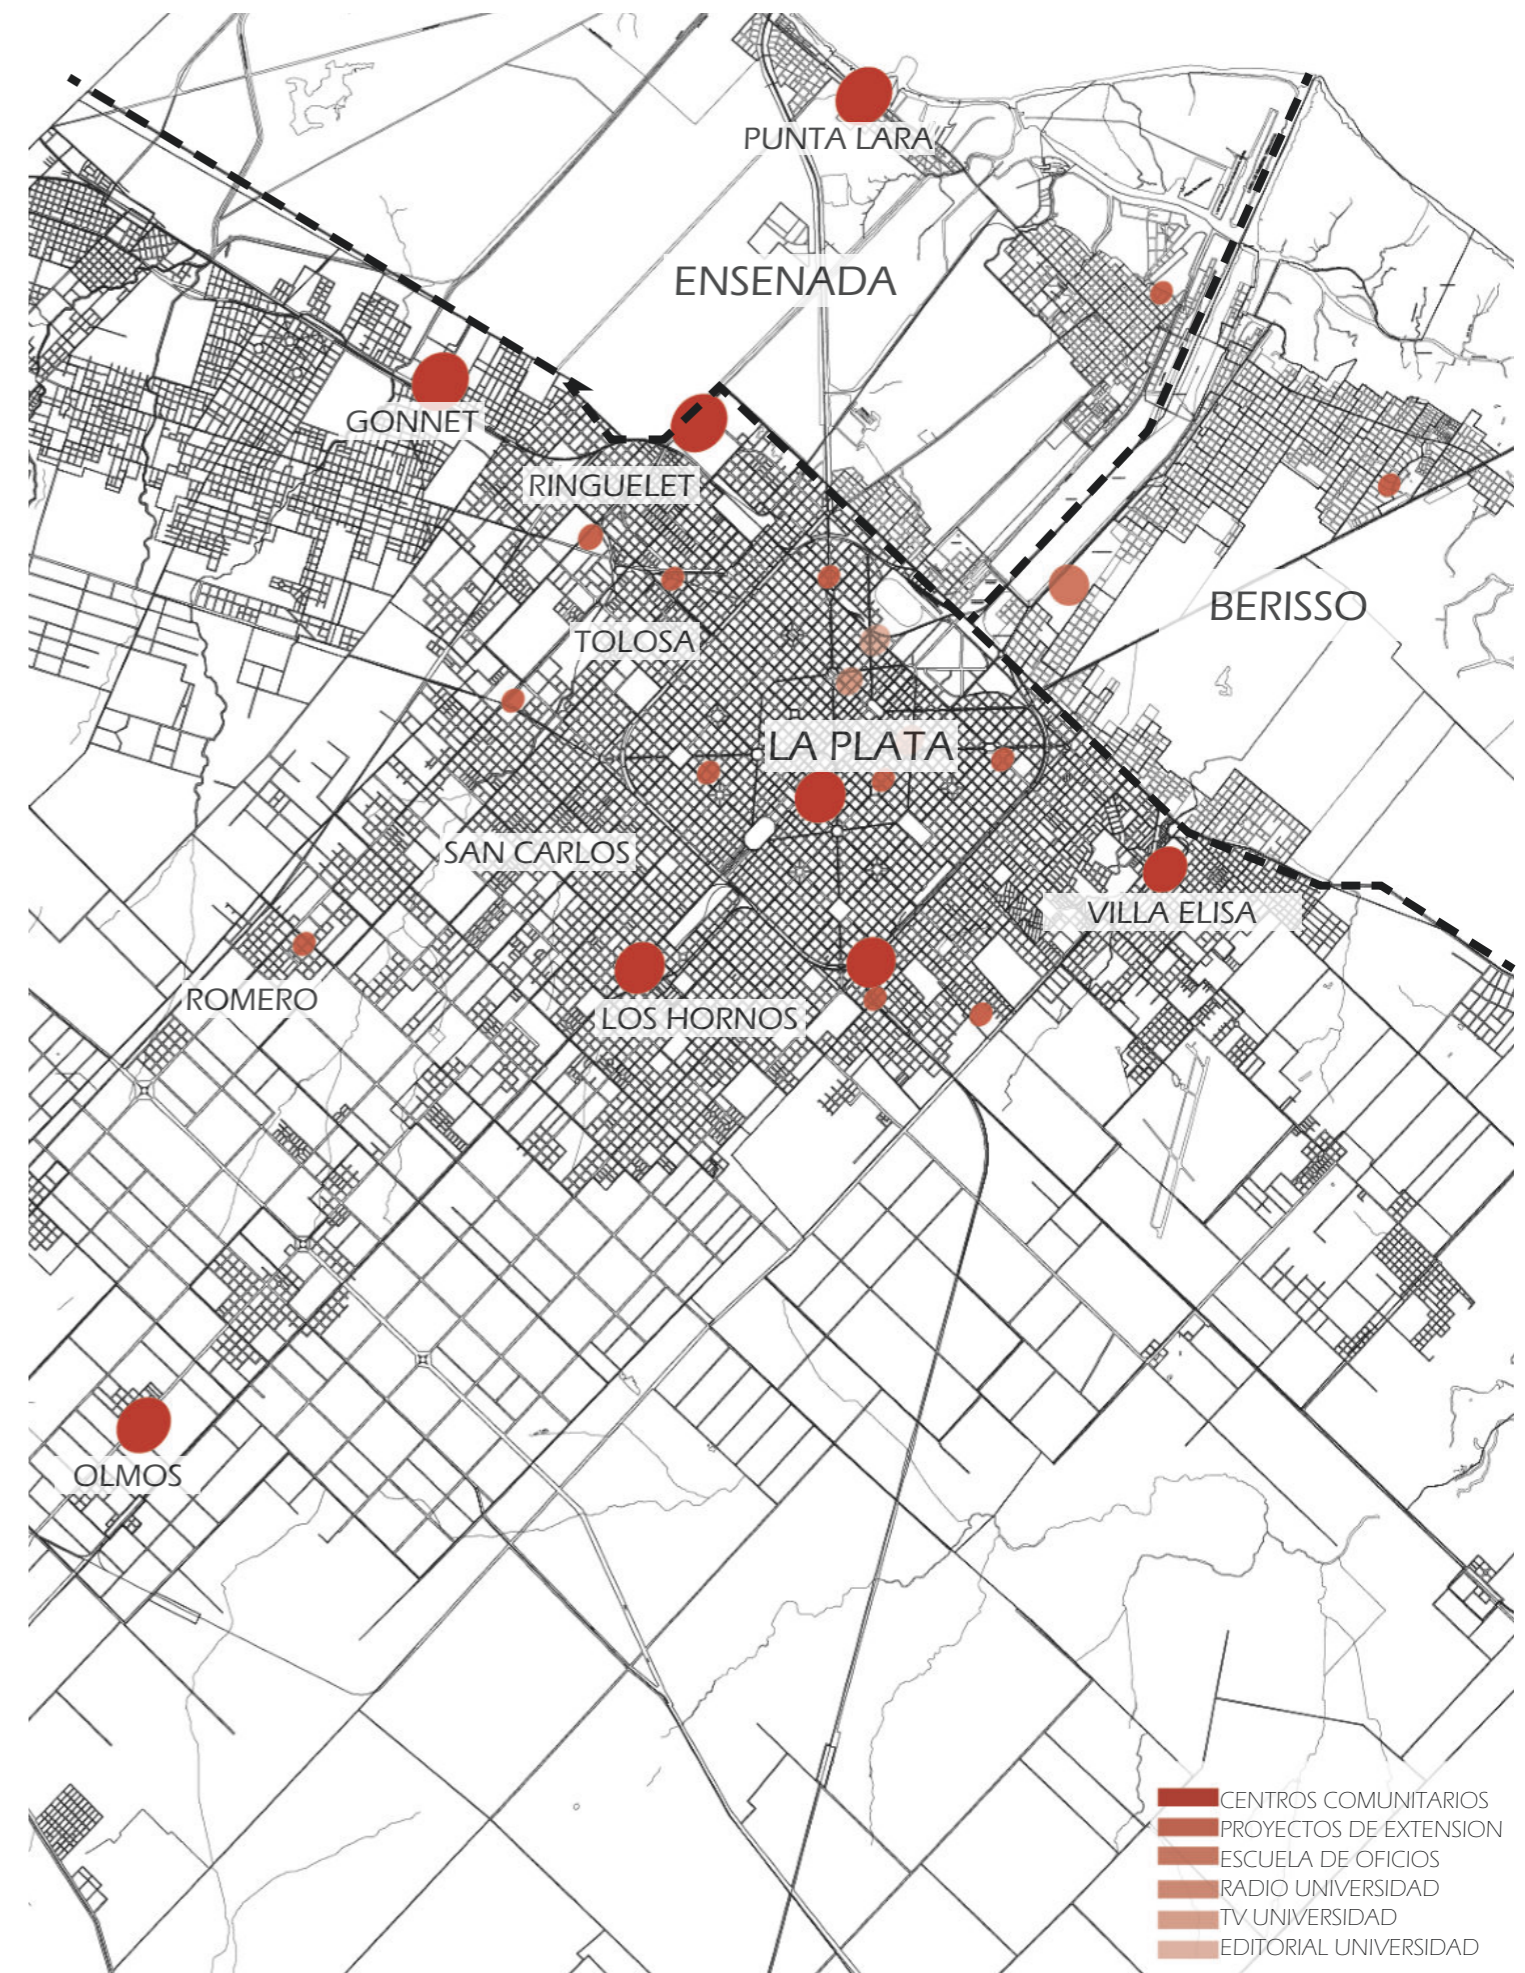 PUNTA LARA
ENSENADA
GONNET
RINGUELET
BERISSO
TOLOSA
LA PLATA
SAN CARLOS
VILLA ELISA
ROMERO
LOS HORNOS
OLMOS
CENTROS COMUNITARIOS
PROYECTOS DE EXTENSION
ESCUELA DE OFICIOS
RADIO UNIVERSIDAD
TV UNIVERSIDAD
EDITORIAL UNIVERSIDAD